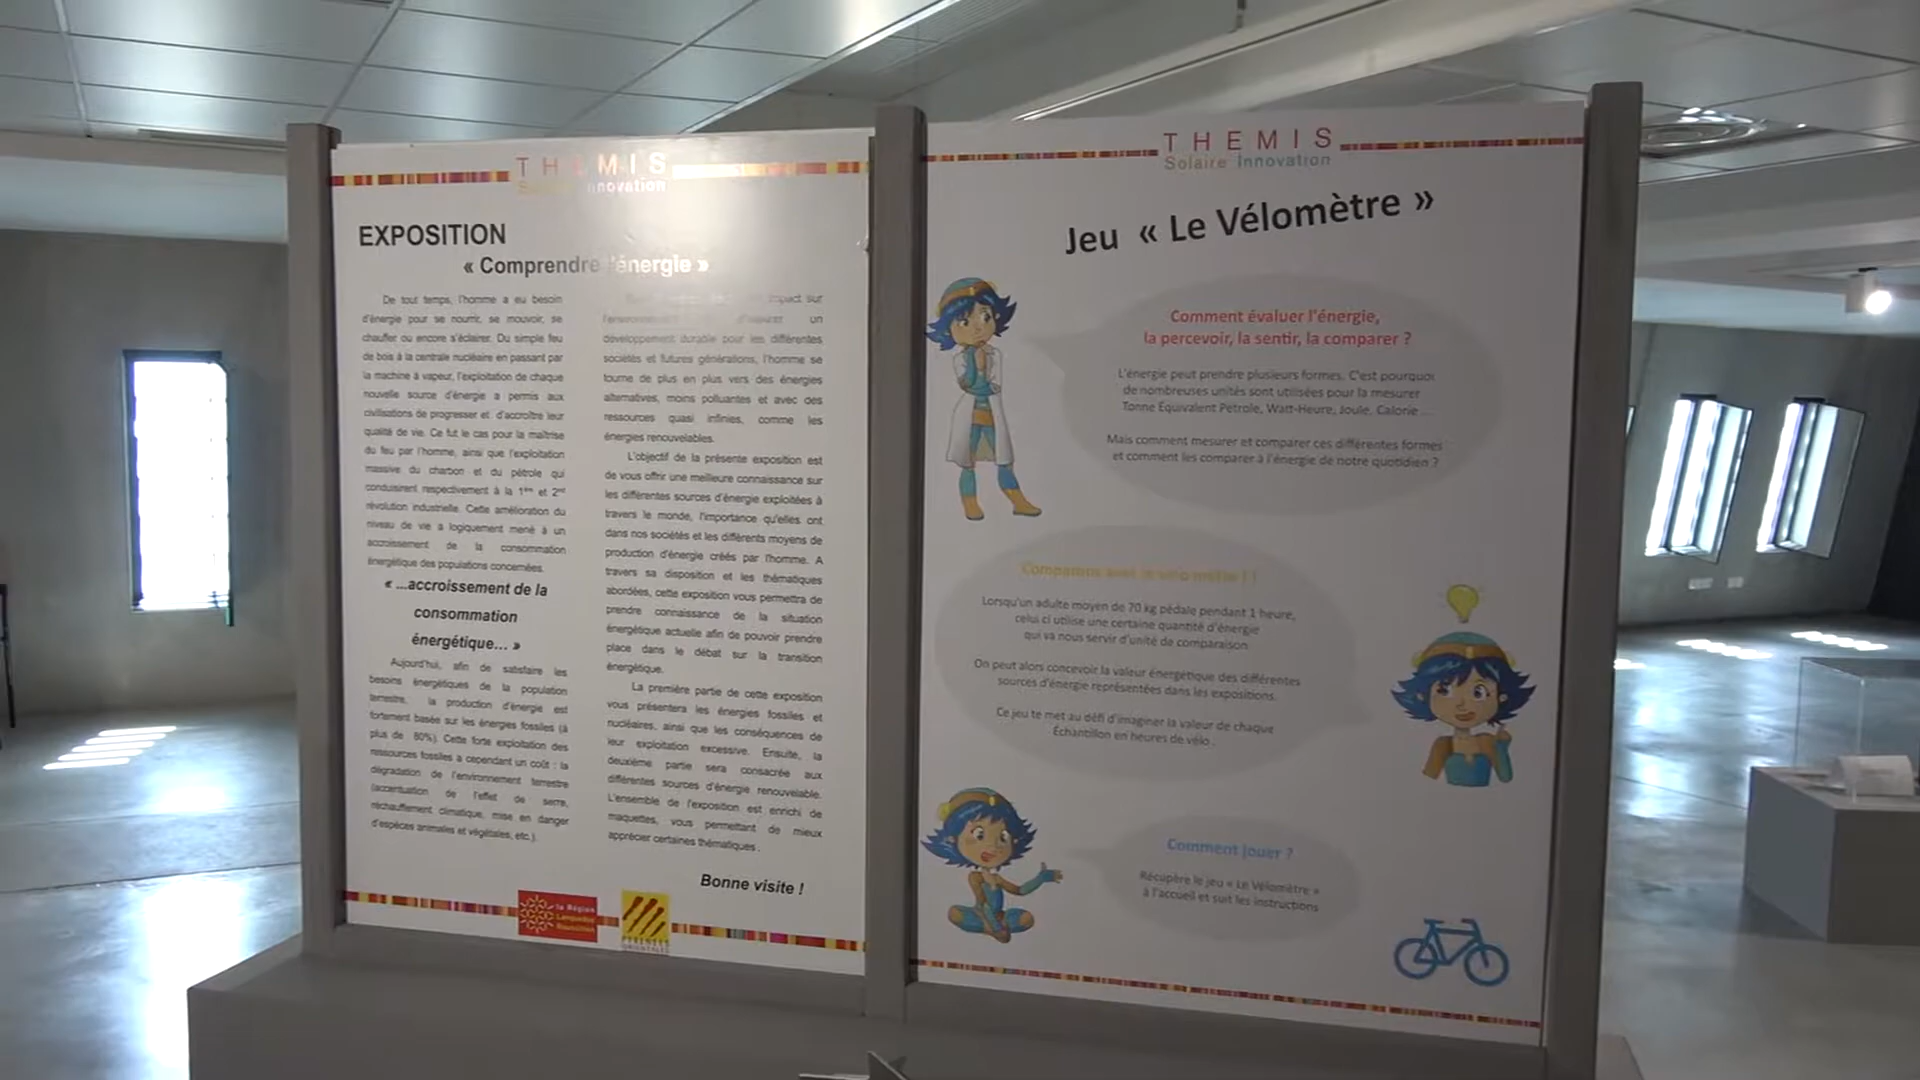 THEMIS
Solaire Innovation
EXPOSITION
« Comprendre l'énergie »
De tout temps, l'homme a eu besoin
d'énergie pour se nourrir, se mouvoir, se
chauffer ou encore s'éclairer. Du simple feu
de bois à la centrale nucléaire en passant par
la machine à vapeur, l'exploitation de chaque
nouvelle source d'énergie a permis aux
civilisations de progresser et d'accroître leur
qualité de vie. Ce fut le cas pour la maîtrise
du feu par l'homme, ainsi que l'exploitation
massive du charbon et du pétrole qui
conduisirent respectivement à la 1ère et 2nd
révolution industrielle. Cette amélioration du
niveau de vie a logiquement mené à un
accroissement de la consommation
énergétique des populations concernées.
« ...accroissement de la
consommation
énergétique... »
Aujourd'hui, afin de satisfaire les
besoins énergétiques de la population
terrestre, la production d'énergie est
fortement basée sur les énergies fossiles (à
plus de 80%). Cette forte exploitation des
ressources fossiles a cependant un coût : la
dégradation de l'environnement terrestre
(accentuation de l'effet de serre,
réchauffement climatique, mise en danger
d'espèces animales et végétales, etc.).
impact sur
l'environnement d'assurer un
développement durable pour les différentes
sociétés et futures générations, l'homme se
tourne de plus en plus vers des énergies
alternatives, moins polluantes et avec des
ressources quasi infinies, comme les
énergies renouvelables.
L'objectif de la présente exposition est
de vous offrir une meilleure connaissance sur
les différentes sources d'énergie exploitées à
travers le monde, l'importance qu'elles ont
dans nos sociétés et les différents moyens de
production d'énergie créés par l'homme. A
travers sa disposition et les thématiques
abordées, cette exposition vous permettra de
prendre connaissance de la situation
énergétique actuelle afin de pouvoir prendre
place dans le débat sur la transition
énergétique.
La première partie de cette exposition
vous présentera les énergies fossiles et
nucléaires, ainsi que les conséquences de
leur exploitation excessive. Ensuite, la
deuxième partie sera consacrée aux
différentes sources d'énergie renouvelable.
L'ensemble de l'exposition est enrichi de
maquettes, vous permettant de mieux
apprécier certaines thématiques.
Bonne visite !
la Région
Languedoc
Roussillon
PYRENEES
ORIENTALES
THEMIS
Solaire Innovation
Jeu « Le Vélomètre »
Comment évaluer l'énergie,
la percevoir, la sentir, la comparer ?
L'énergie peut prendre plusieurs formes. C'est pourquoi
de nombreuses unités sont utilisées pour la mesurer
Tonne Equivalent Petrole, Watt-Heure, Joule, Calorie ...
Mais comment mesurer et comparer ces différentes formes
et comment les comparer à l'énergie de notre quotidien ?
Comparons avec le vélomètre ! !
Lorsqu'un adulte moyen de 70 kg pédale pendant 1 heure,
celui ci utilise une certaine quantité d'énergie
qui va nous servir d'unité de comparaison
On peut alors concevoir la valeur énergetique des différentes
sources d'énergie représentées dans les expositions.
Ce jeu te met au défi d'imaginer la valeur de chaque
Échantillon en heures de vélo .
Comment jouer ?
Récupère le jeu « Le Vélomètre »
à l'accueil et suit les instructions